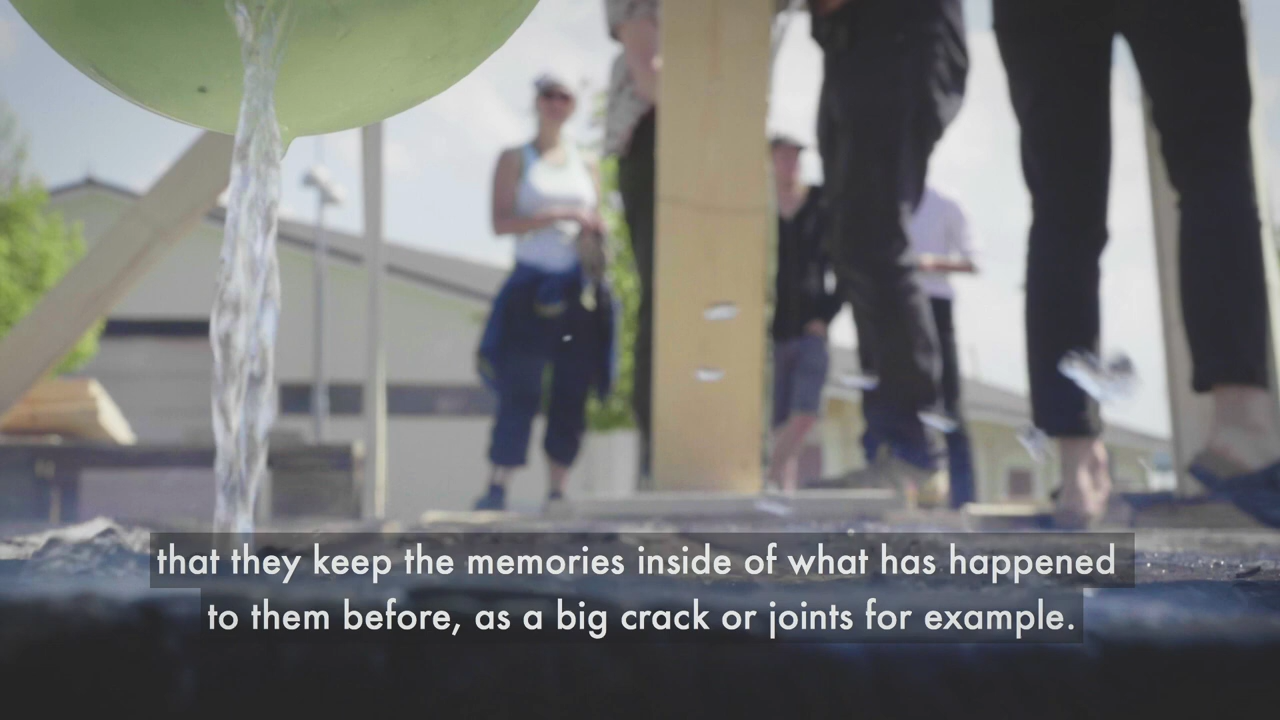 that they keep the memories inside of what has happened
to them before, as a big crack or joints for example.